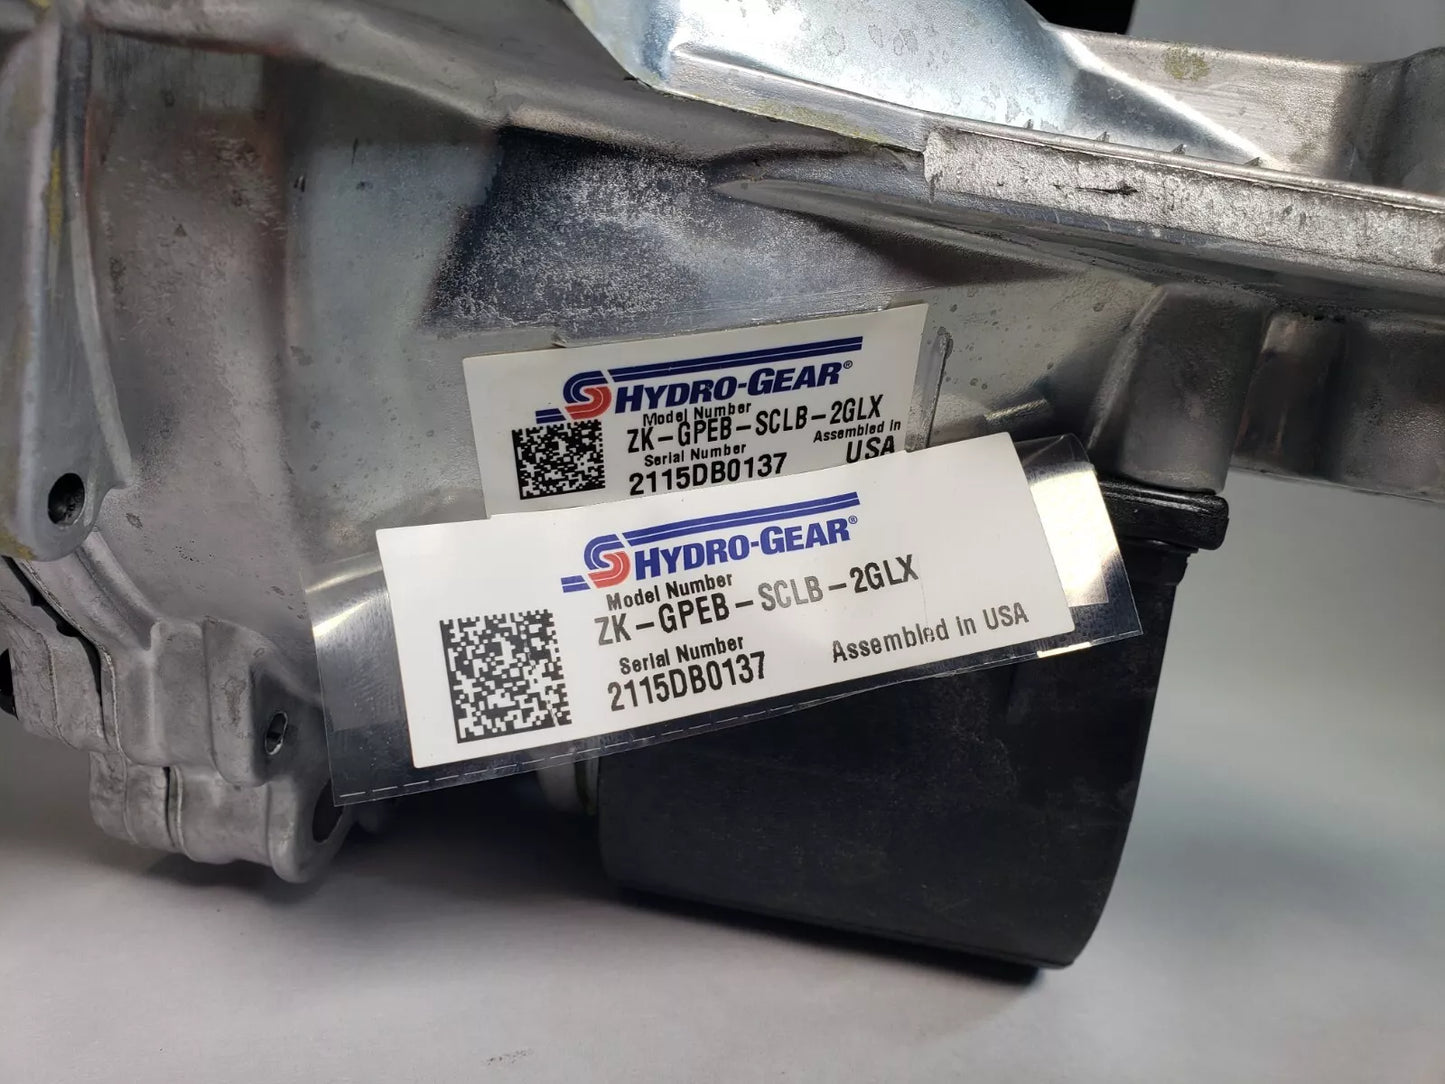 HYDRO-GEAR®
Model Number
ZK-GPEB-SCLB-2GLX
Serial Number
2115DB0137
Assembled in
USA
HYDRO-GEAR®
Model Number
ZK-GPEB-SCLB-2GLX
Serial Number
2115DB0137
Assembled in USA